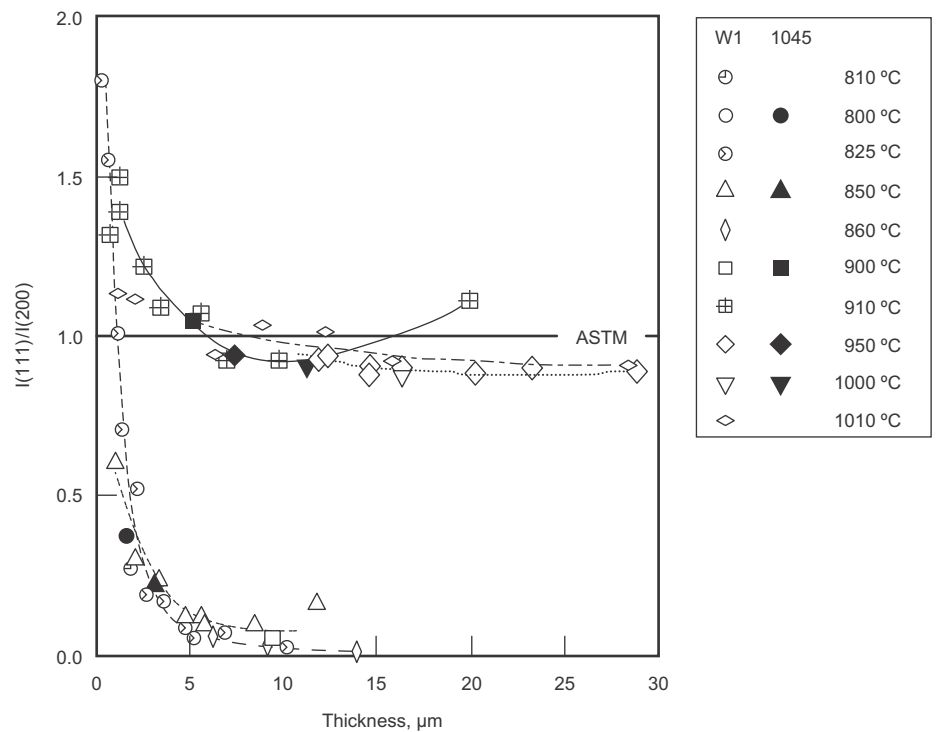 2.0
1.5
1.0
0.5
0.0
I(111)/I(200)
0 5 10 15 20 25 30
Thickness, μm
ASTM
W1 1045
810 ºC
800 ºC
825 ºC
850 ºC
860 ºC
900 ºC
910 ºC
950 ºC
1000 ºC
1010 ºC